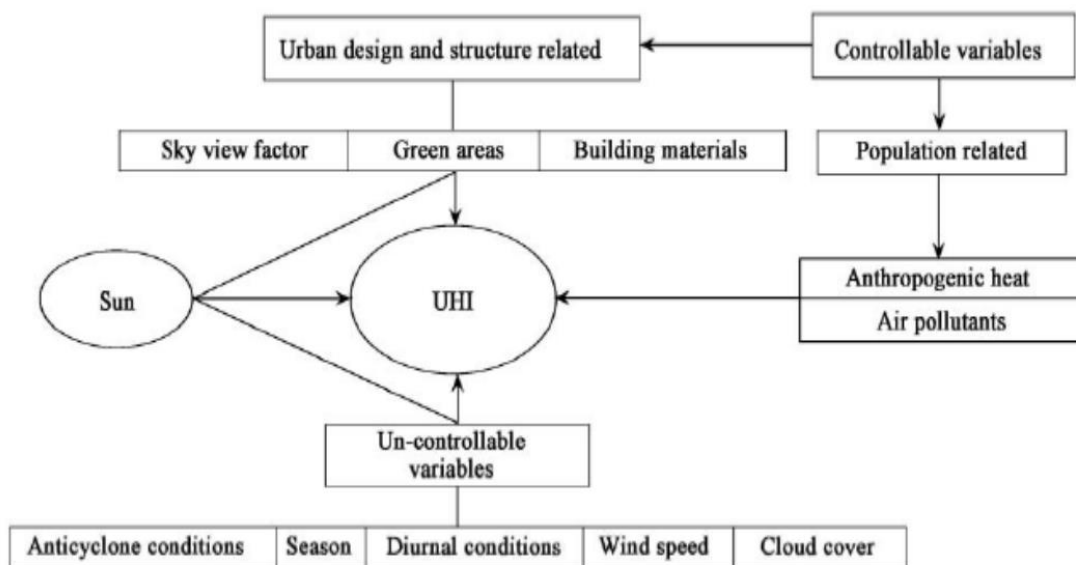 Urban design and structure related
Controllable variables
Sky view factor
Green areas
Building materials
Population related
Sun
UHI
Anthropogenic heat
Air pollutants
Un-controllable
variables
Anticyclone conditions
Season
Diurnal conditions
Wind speed
Cloud cover